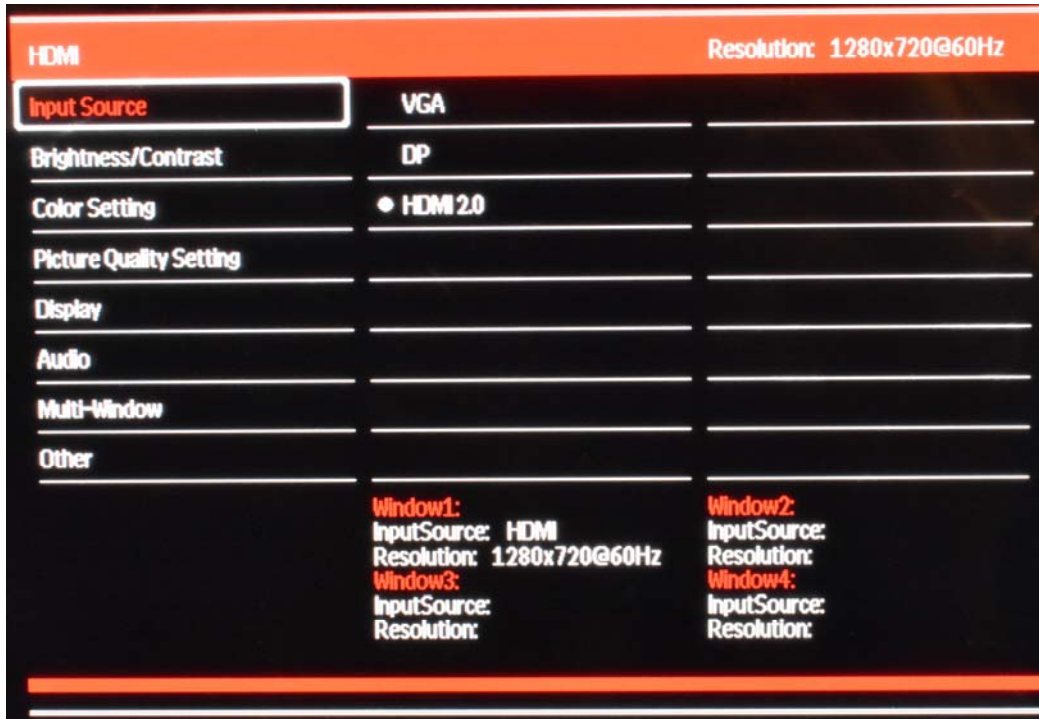 HDMI
Resolution: 1280x720@60Hz
Input Source
VGA
Brightness/Contrast
DP
Color Setting
● HDMI 2.0
Picture Quality Setting
Display
Audio
Multi-Window
Other
Window1:
InputSource: HDMI
Resolution: 1280x720@60Hz
Window2:
InputSource:
Resolution:
Window3:
InputSource:
Resolution:
Window4:
InputSource:
Resolution: